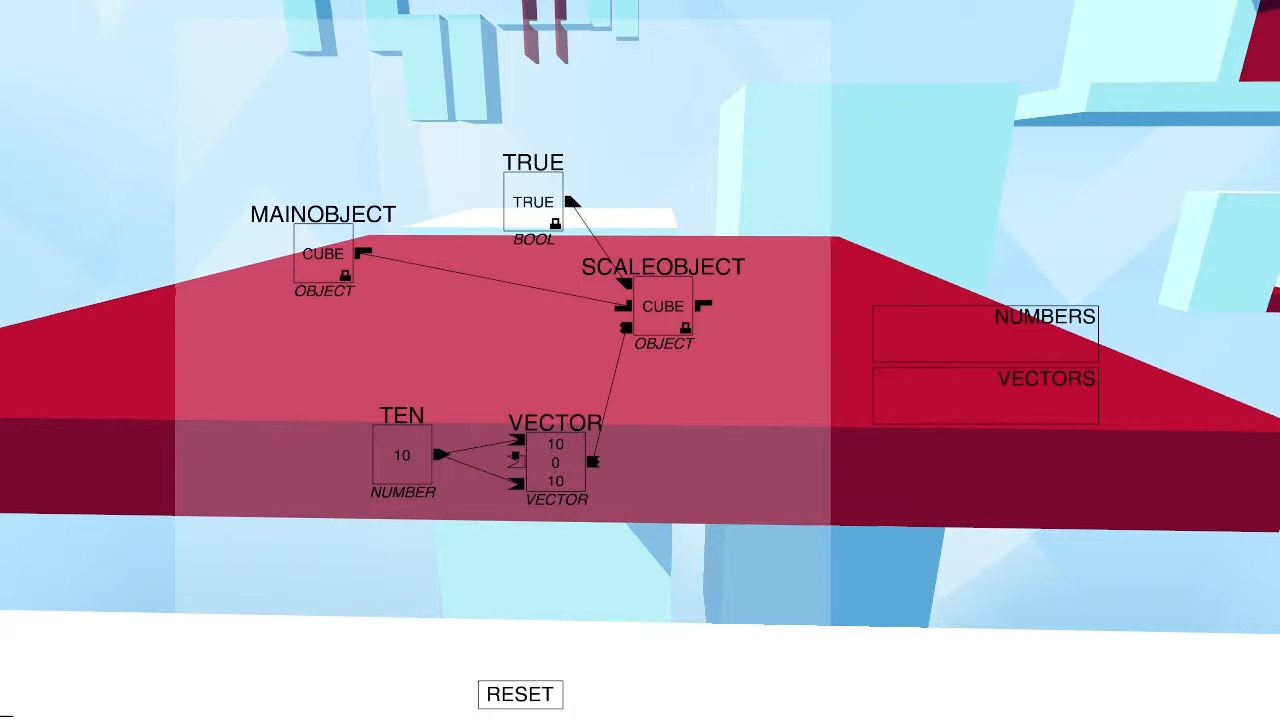 TRUE
TRUE
BOOL
MAINOBJECT
CUBE
OBJECT
SCALEOBJECT
CUBE
OBJECT
NUMBERS
VECTORS
TEN
10
NUMBER
VECTOR
10
0
10
VECTOR
RESET